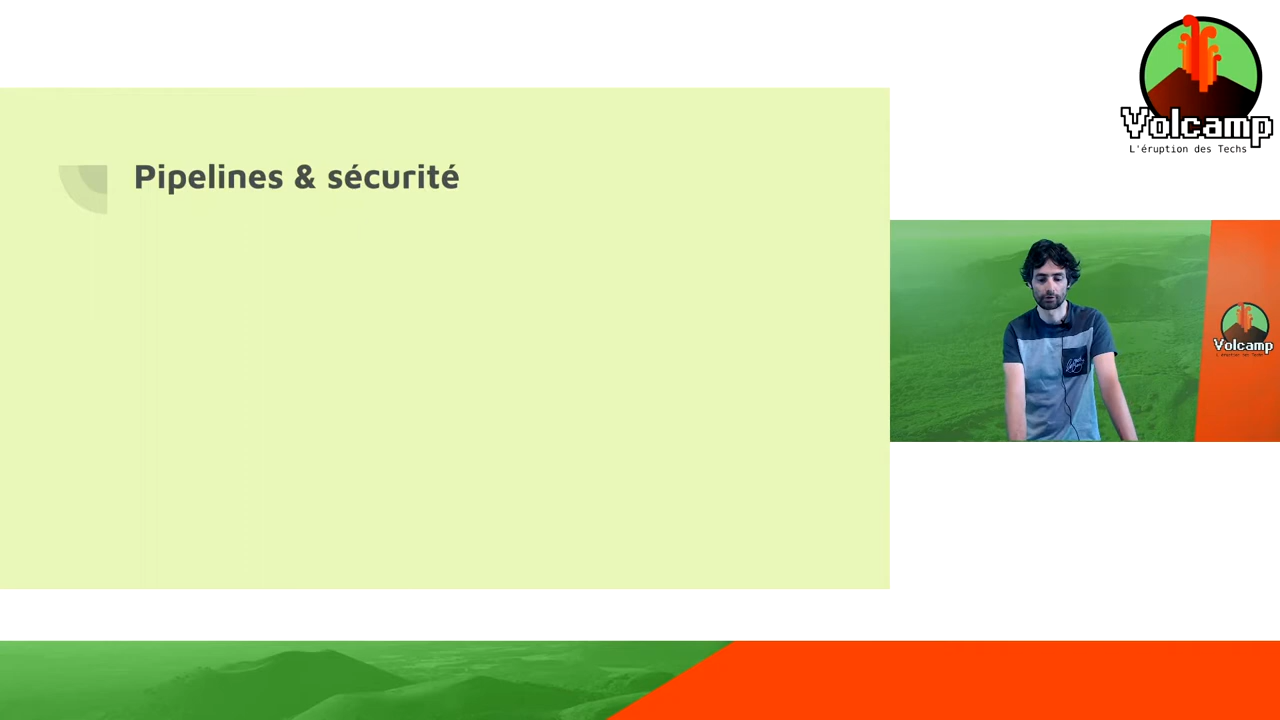 Volcamp
L'éruption des Techs
Pipelines & sécurité
Volcamp